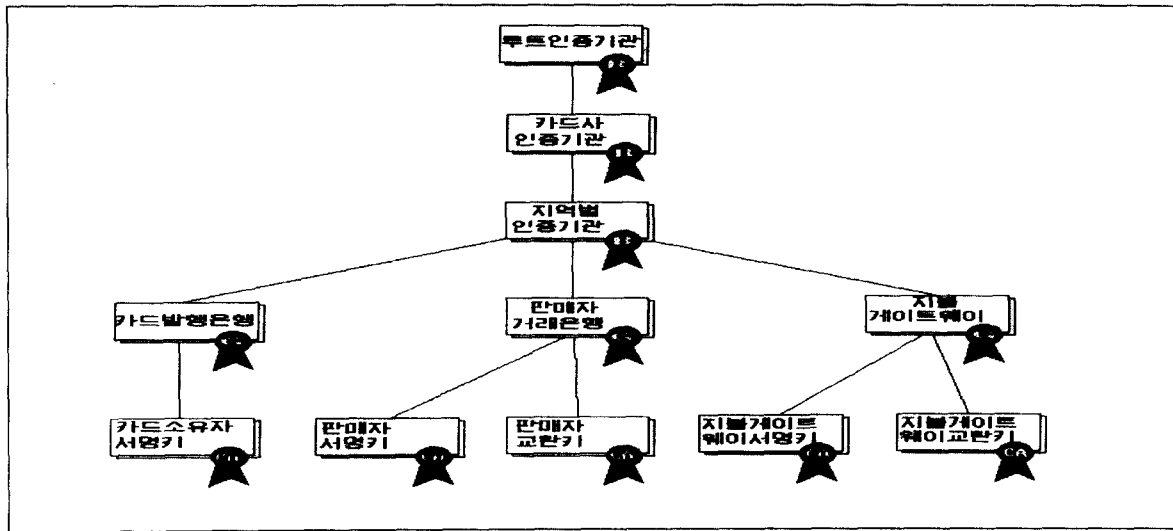 루트인증기관
카드사
인증기관
지역별
인증기관
카드발행은행
판매자
거래은행
지불
게이트웨이
카드소유자
서명키
판매자
서명키
판매자
교환키
지불게이트
웨이서명키
지불게이트
웨이교환키